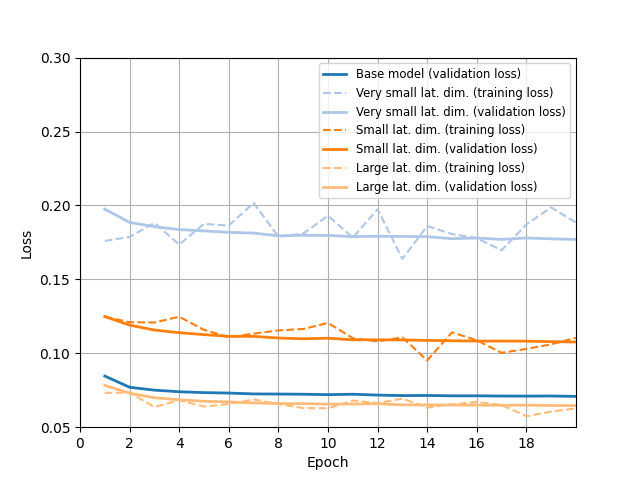 0.30
0.25
0.20
0.15
0.10
0.05
Loss
0 2 4 6 8 10 12 14 16 18
Epoch
Base model (validation loss)
Very small lat. dim. (training loss)
Very small lat. dim. (validation loss)
Small lat. dim. (training loss)
Small lat. dim. (validation loss)
Large lat. dim. (training loss)
Large lat. dim. (validation loss)